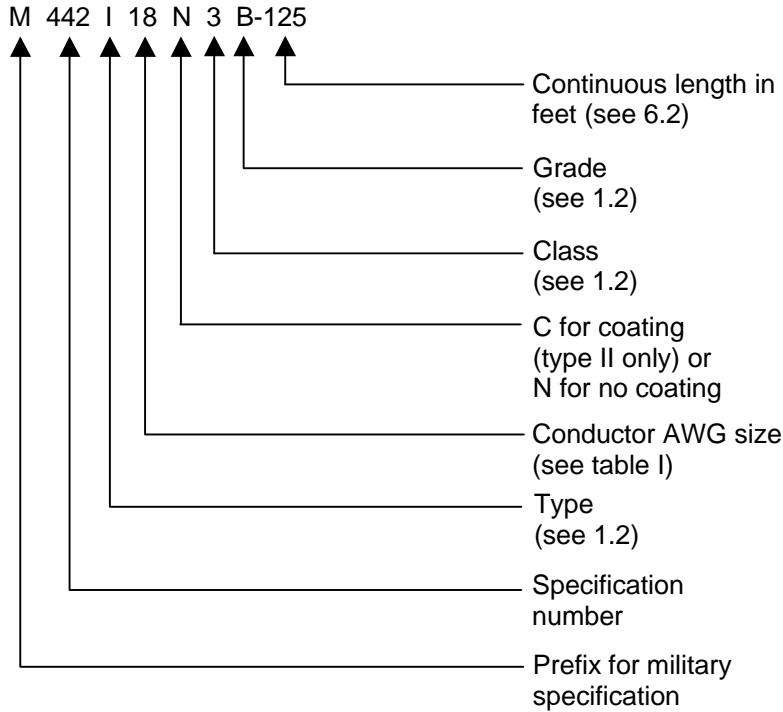 M 442 I 18 N 3 B-125
Continuous length in
feet (see 6.2)
Grade
(see 1.2)
Class
(see 1.2)
C for coating
(type II only) or
N for no coating
Conductor AWG size
(see table I)
Type
(see 1.2)
Specification
number
Prefix for military
specification